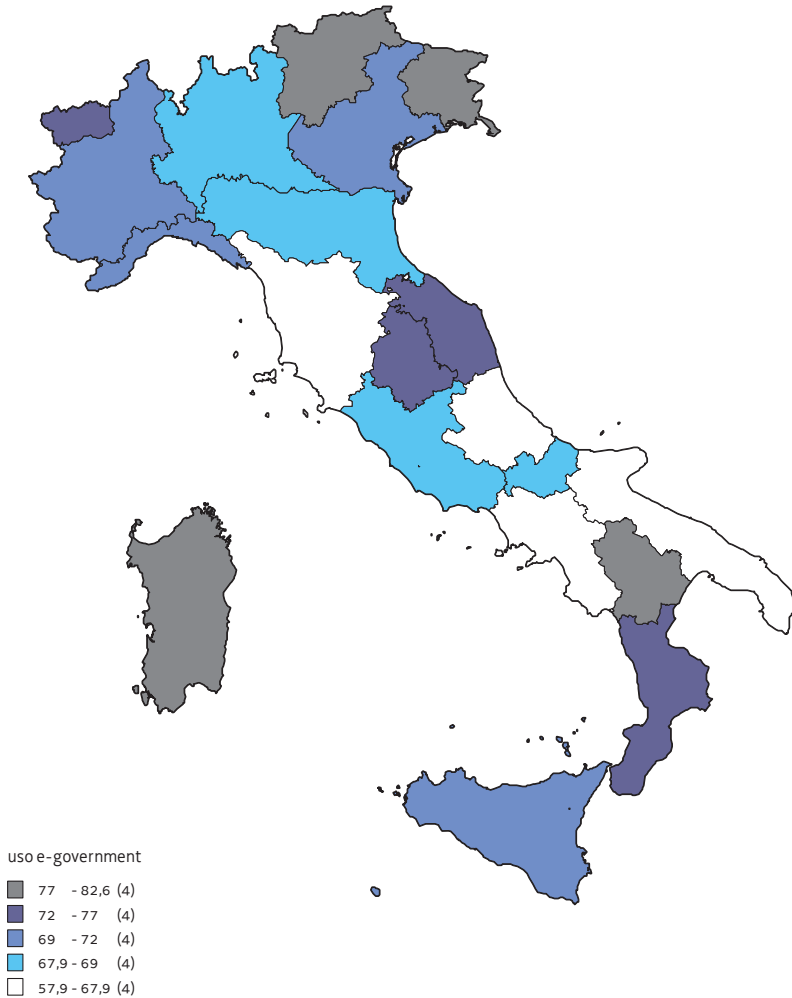 uso e-government
77 - 82,6 (4)
72 - 77 (4)
69 - 72 (4)
67,9 - 69 (4)
57,9 - 67,9 (4)